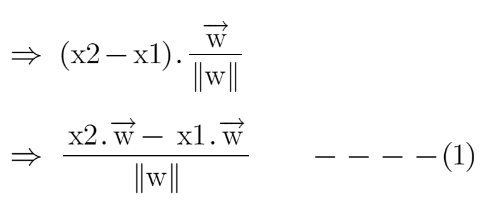 ⇒ (x2 − x1). w⃗ / ‖w‖
⇒ (x2. w⃗ − x1. w⃗) / ‖w‖ − − − −(1)